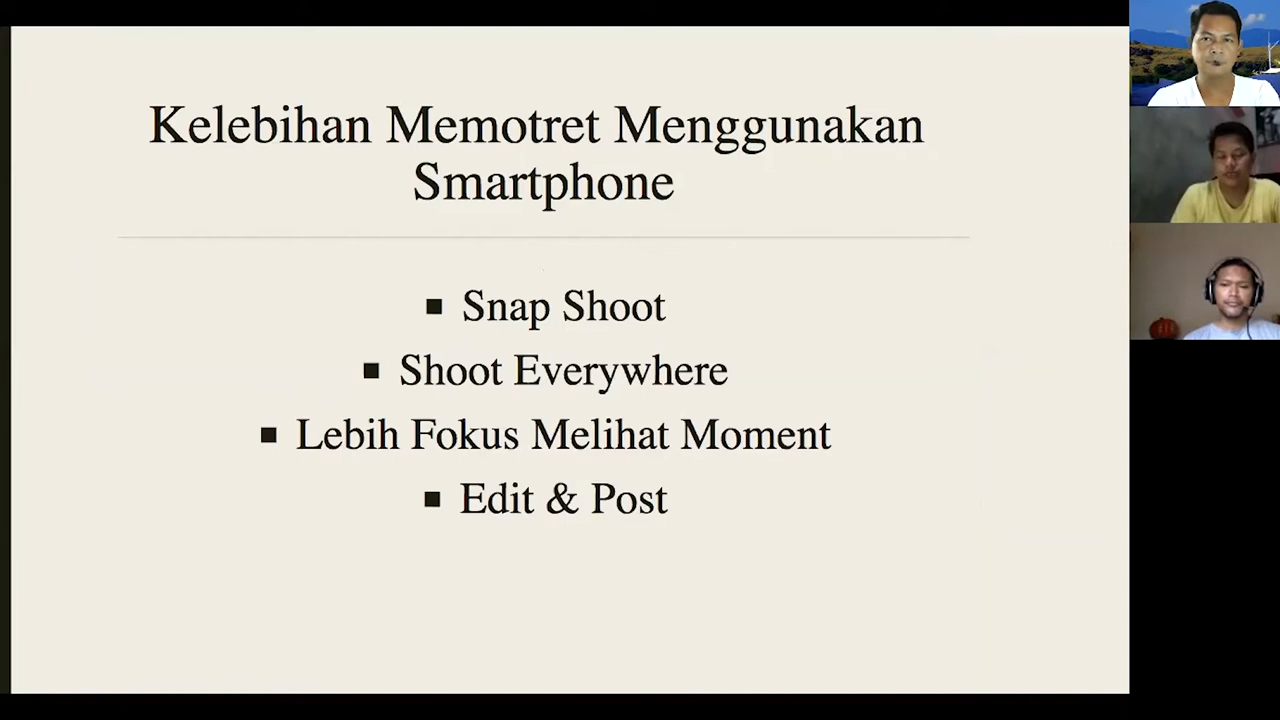 Kelebihan Memotret Menggunakan
Smartphone
▪ Snap Shoot
▪ Shoot Everywhere
▪ Lebih Fokus Melihat Moment
▪ Edit & Post